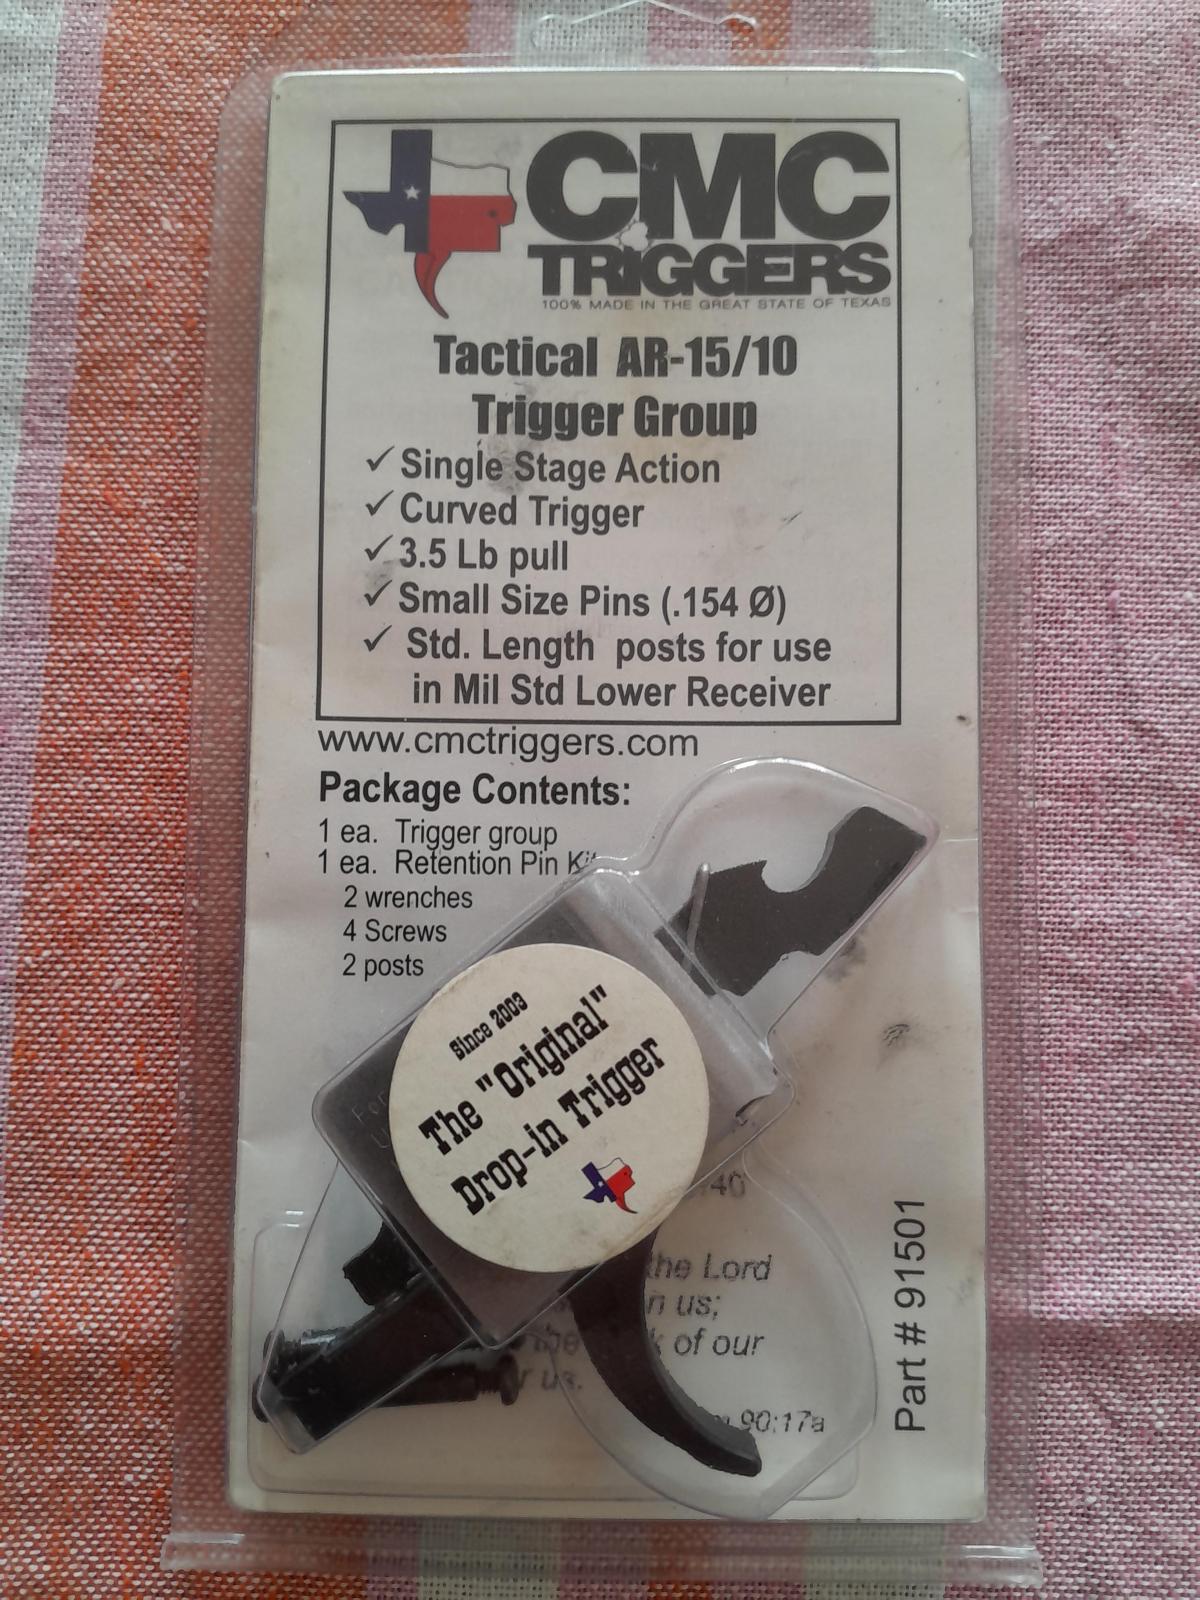 CMC
TRIGGERS
100% MADE IN THE GREAT STATE OF TEXAS
Tactical AR-15/10
Trigger Group
✓ Single Stage Action
✓ Curved Trigger
✓ 3.5 Lb pull
✓ Small Size Pins (.154 Ø)
✓ Std. Length posts for use
in Mil Std Lower Receiver
www.cmctriggers.com
Package Contents:
1 ea. Trigger group
1 ea. Retention Pin Kit
2 wrenches
4 Screws
2 posts
Since 2003
The "Original"
Drop-in Trigger
the Lord
us;
of our
us.
90:17a
Part # 91501